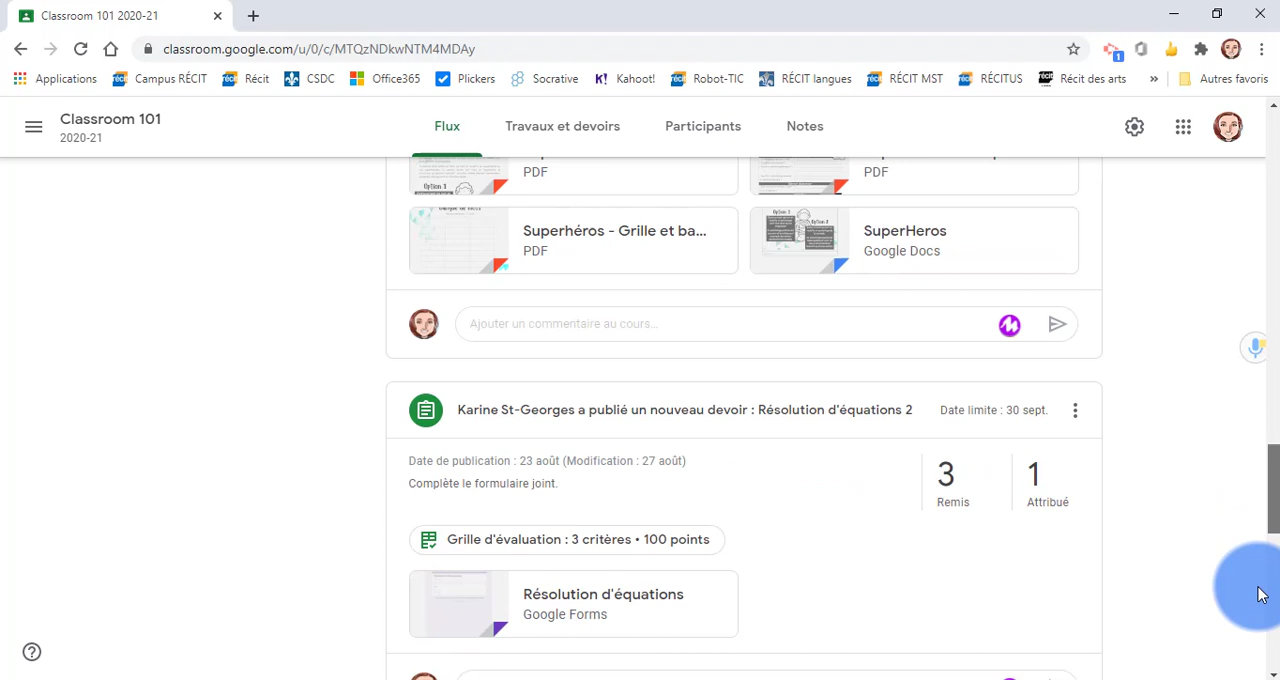 Classroom 101 2020-21
classroom.google.com/u/0/c/MTQzNDkwNTM4MDAy
1
Applications Campus RÉCIT Récit CSDC Office365 Plickers Socrative Kahoot! Robot TIC RÉCIT langues RÉCIT MST RÉCITUS Récit des arts » Autres favoris
Classroom 101
2020-21
Flux Travaux et devoirs Participants Notes
PDF PDF
Option 1
Superhéros - Grille et ba... SuperHeros
PDF Google Docs
Ajouter un commentaire au cours...
Karine St-Georges a publié un nouveau devoir : Résolution d'équations 2 Date limite : 30 sept.
Date de publication : 23 août (Modification : 27 août)
Complète le formulaire joint.
3 1
Remis Attribué
Grille d'évaluation : 3 critères • 100 points
Résolution d'équations
Google Forms